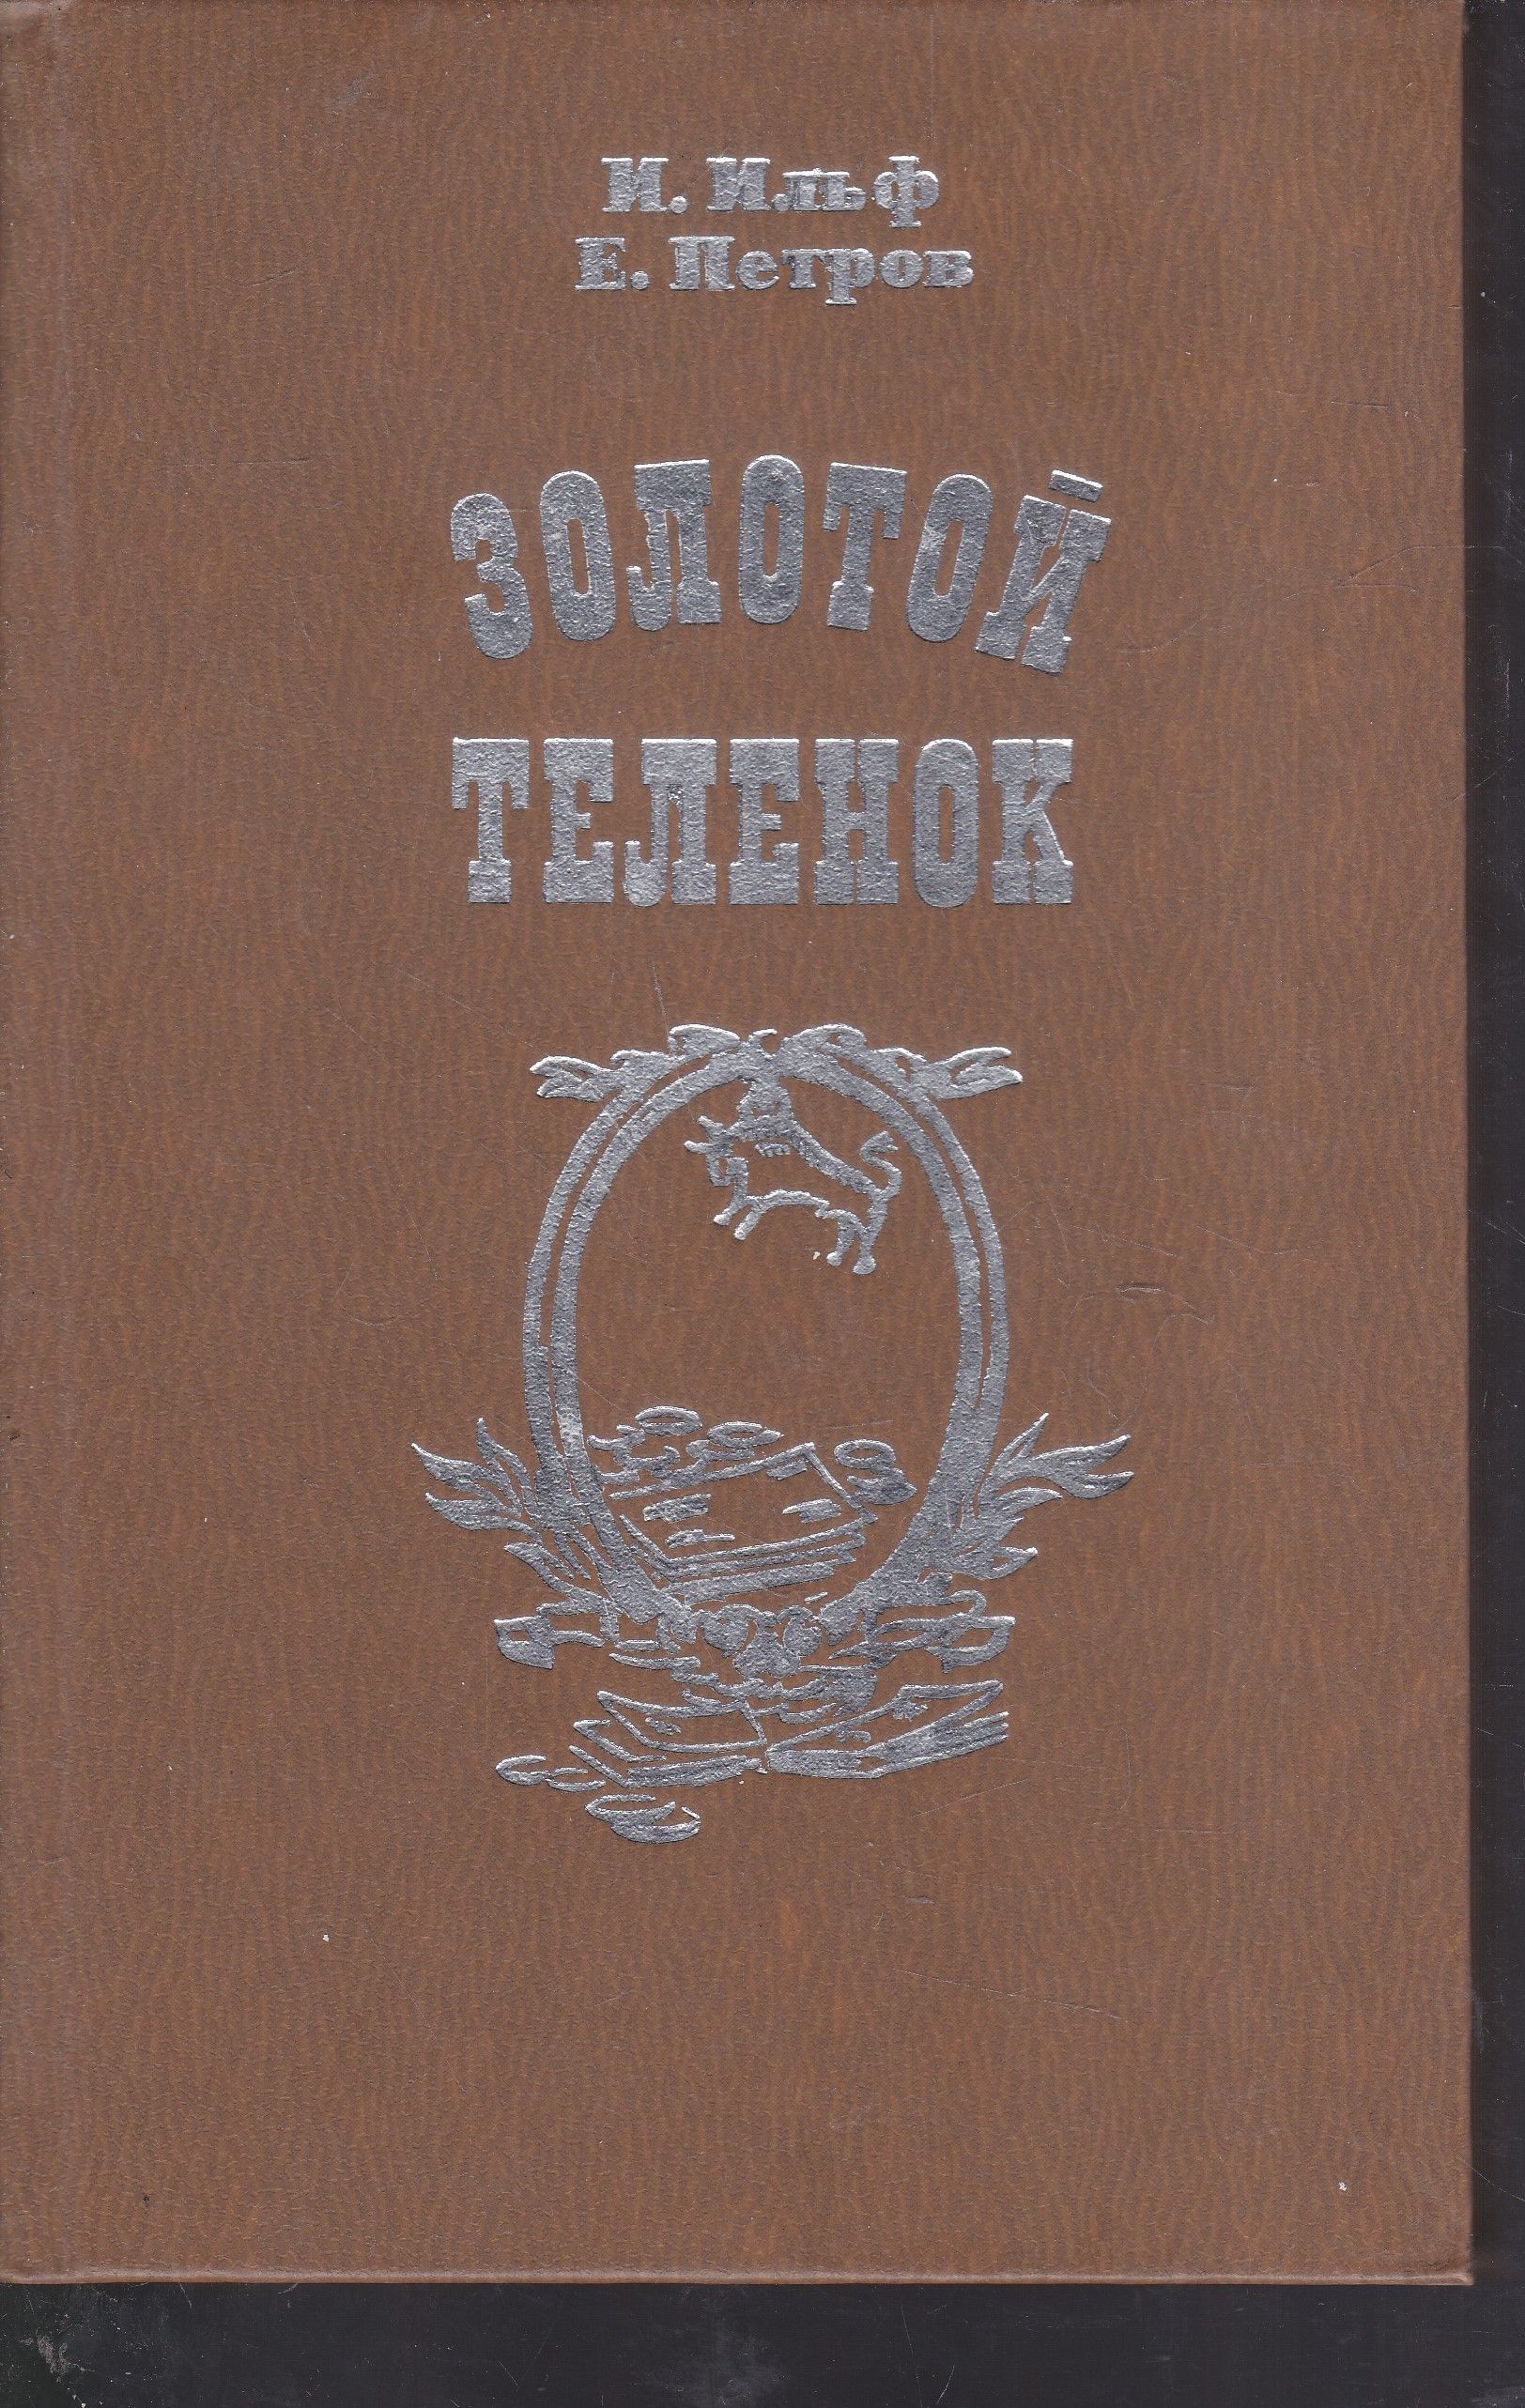 И. Ильф
Е. Петров
ЗОЛОТОЙ
ТЕЛЕНОК